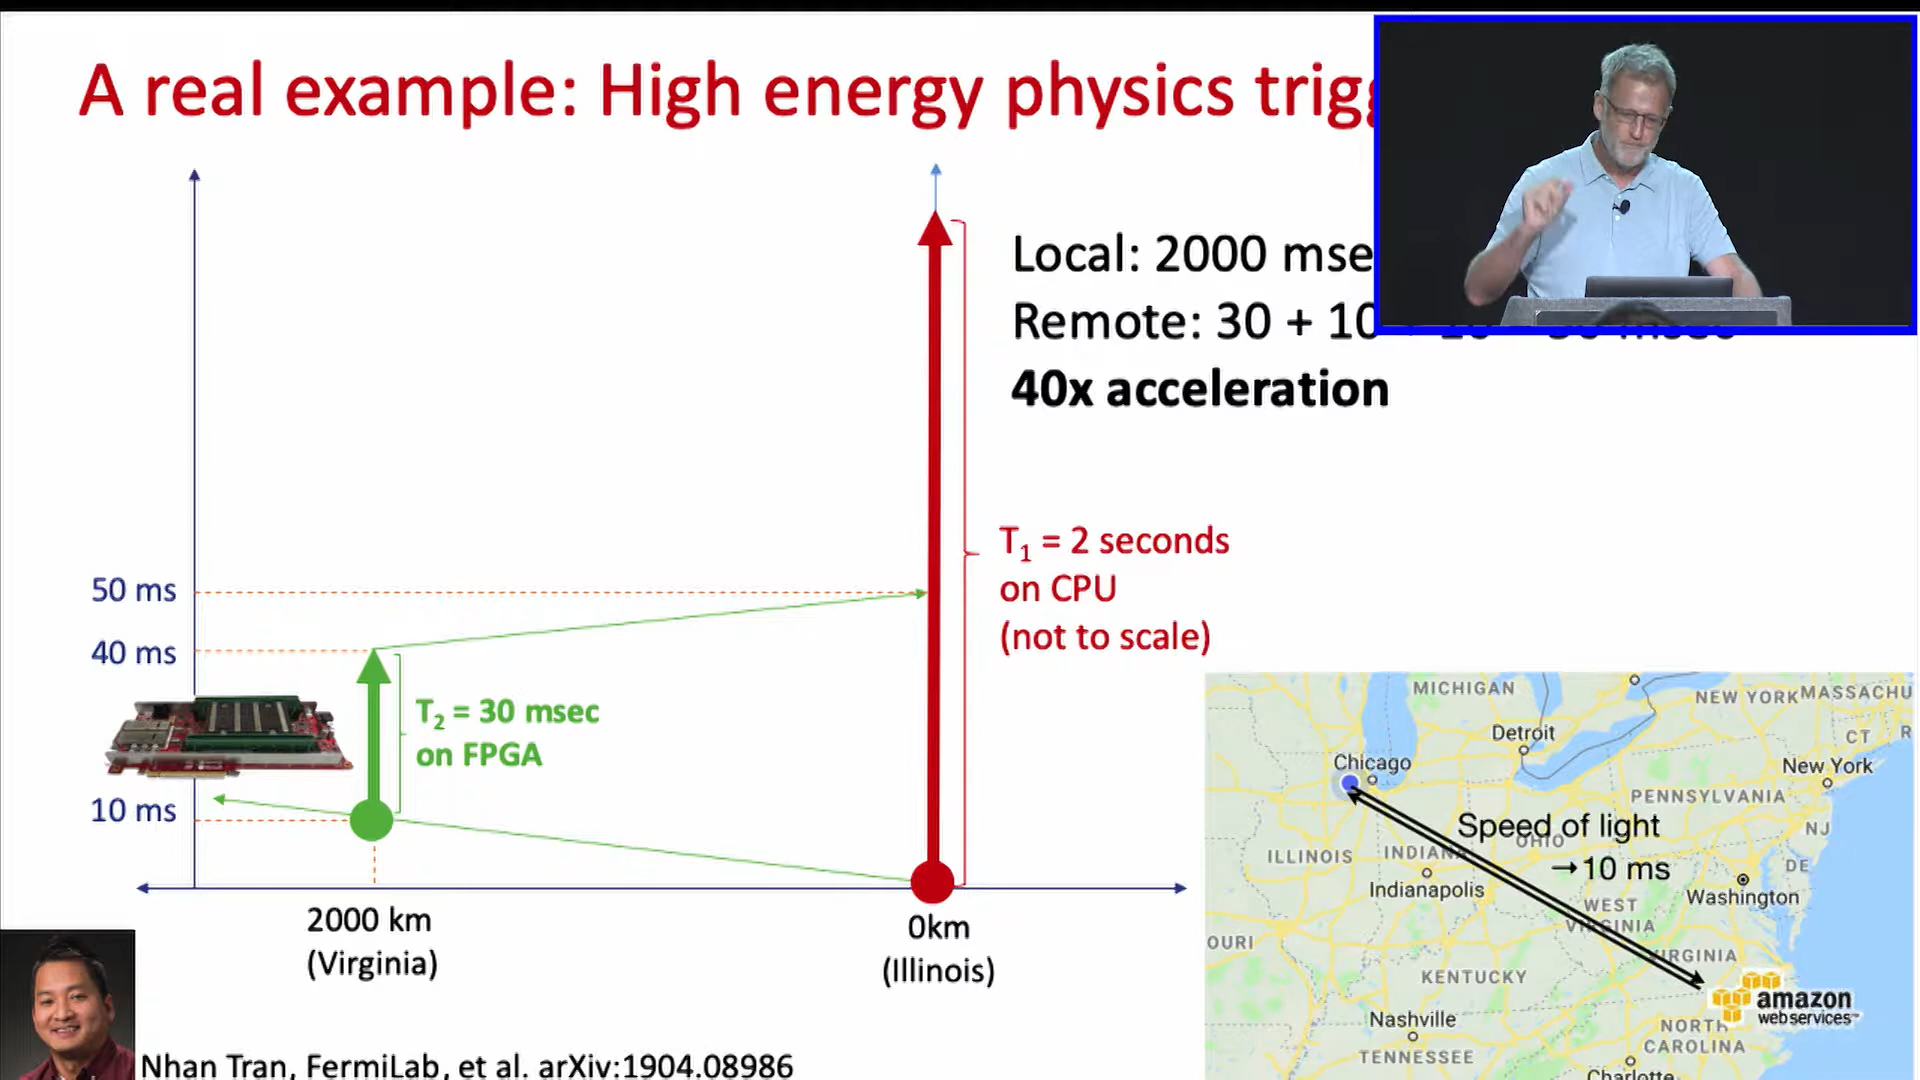 A real example: High energy physics trigg
Local: 2000 mse
Remote: 30 + 10
40x acceleration
T1 = 2 seconds
on CPU
(not to scale)
50 ms
40 ms
T2 = 30 msec
on FPGA
10 ms
2000 km
(Virginia)
0km
(Illinois)
Nhan Tran, FermiLab, et al. arXiv:1904.08986
MICHIGAN
NEW YORK
MASSACHU
Detroit
CT
R
Chicago
New York
PENNSYLVANIA
Speed of light
NJ
OHIO
ILLINOIS
INDIANA
→10 ms
DE
Indianapolis
Washington
WEST
VIRGINIA
OURI
VIRGINIA
KENTUCKY
amazon
webservices™
Nashville
NORTH
CAROLINA
TENNESSEE
Charlotte